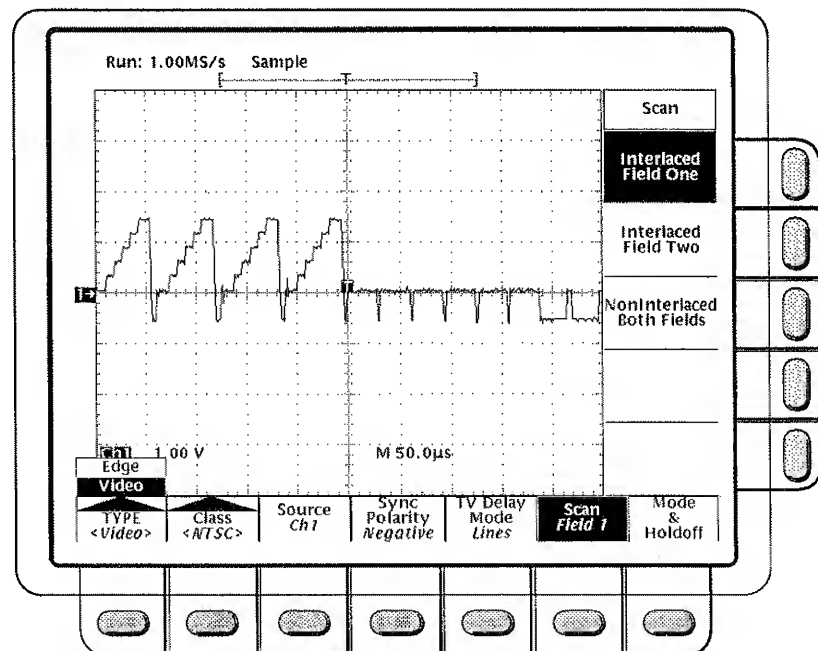 Run: 1.00MS/s Sample
[ T ]
Scan
Interlaced
Field One
Interlaced
Field Two
NonInterlaced
Both Fields
T
1→
Ch1 1.00 V M 50.0µs
Edge
Video
TYPE
<Video>
Class
<NTSC>
Source
Ch1
Sync
Polarity
Negative
TV Delay
Mode
Lines
Scan
Field 1
Mode
&
Holdoff